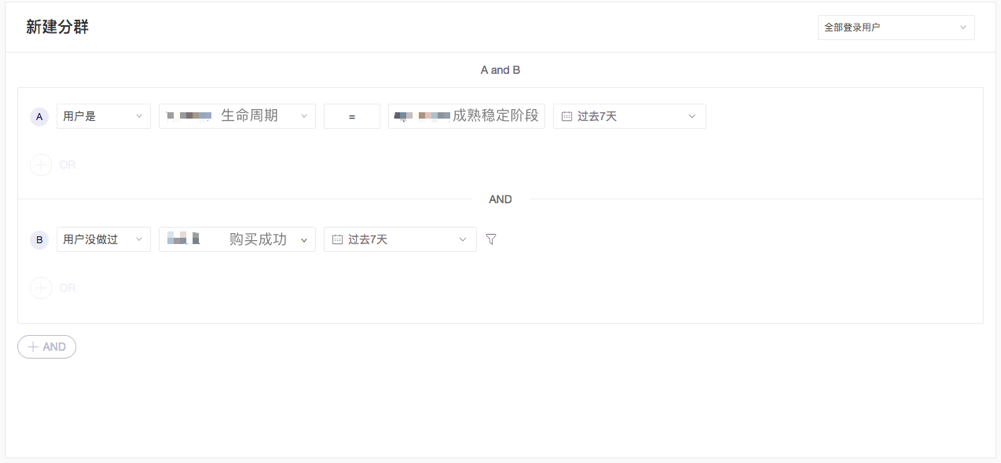 新建分群
全部登录用户
A and B
A 用户是 生命周期 = 成熟稳定阶段 过去7天
OR
AND
B 用户没做过 购买成功 过去7天
OR
AND